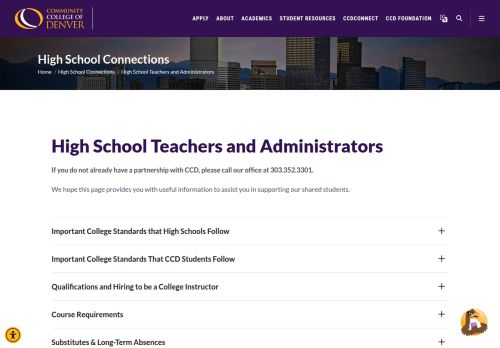 COMMUNITY
COLLEGE OF
DENVER
APPLY ABOUT ACADEMICS STUDENT RESOURCES CCDCONNECT CCD FOUNDATION
High School Connections
Home / High School Connections / High School Teachers and Administrators
High School Teachers and Administrators
If you do not already have a partnership with CCD, please call our office at 303.352.3301.
We hope this page provides you with useful information to assist you in supporting our shared students.
Important College Standards that High Schools Follow +
Important College Standards That CCD Students Follow +
Qualifications and Hiring to be a College Instructor +
Course Requirements +
Substitutes & Long-Term Absences +